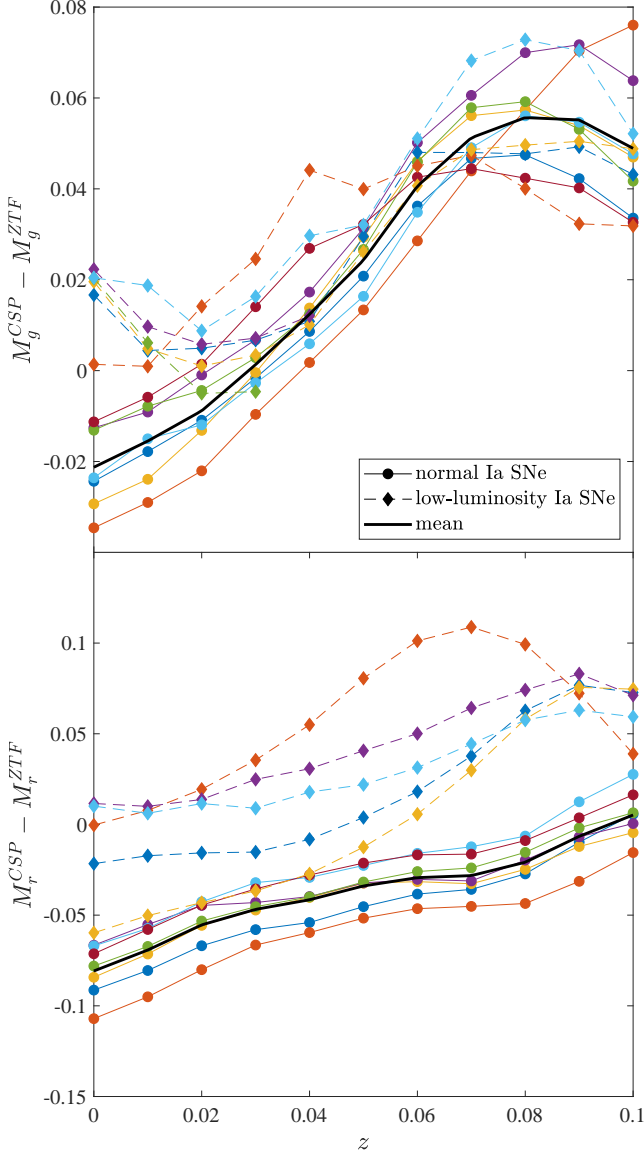 0.08
0.06
0.04
0.02
0
-0.02
M_g^{CSP} − M_g^{ZTF}
normal Ia SNe
low-luminosity Ia SNe
mean
0.1
0.05
0
-0.05
-0.1
-0.15
M_r^{CSP} − M_r^{ZTF}
0 0.02 0.04 0.06 0.08 0.1
z